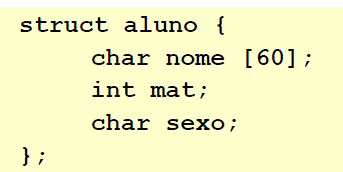 struct aluno {
char nome [60];
int mat;
char sexo;
};